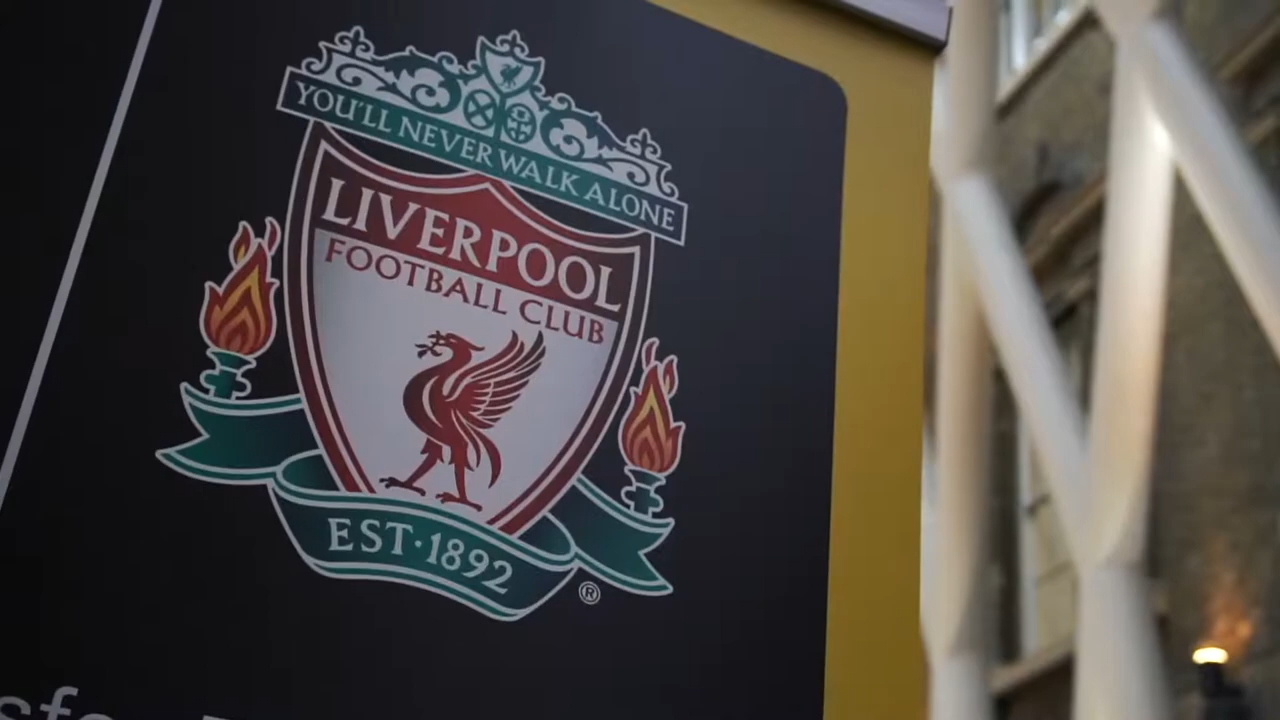 YOU'LL NEVER WALK ALONE
LIVERPOOL
FOOTBALL CLUB
EST·1892
®